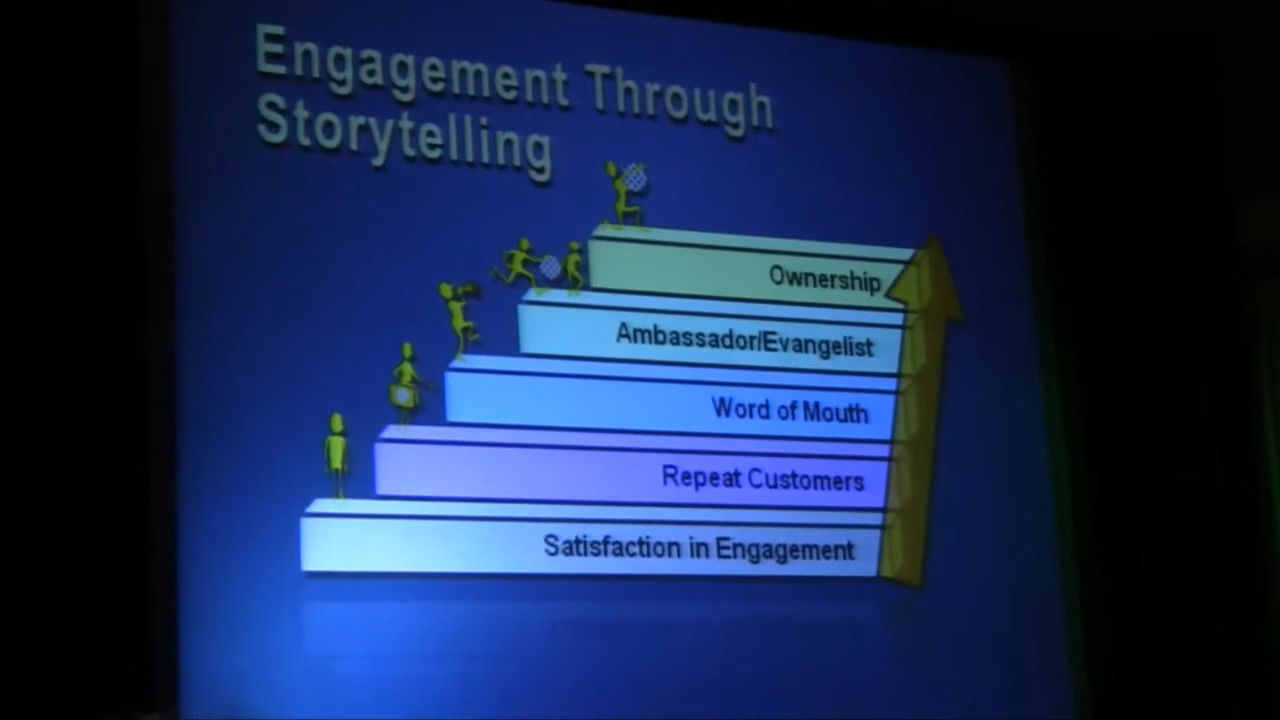 Engagement Through
Storytelling
Ownership
Ambassador/Evangelist
Word of Mouth
Repeat Customers
Satisfaction in Engagement